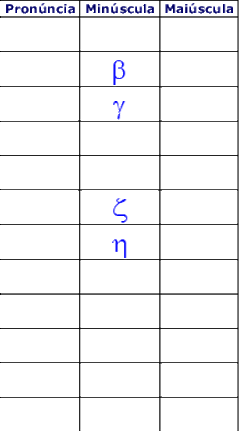 Pronúncia Minúscula Maiúscula
β
γ
ζ
η